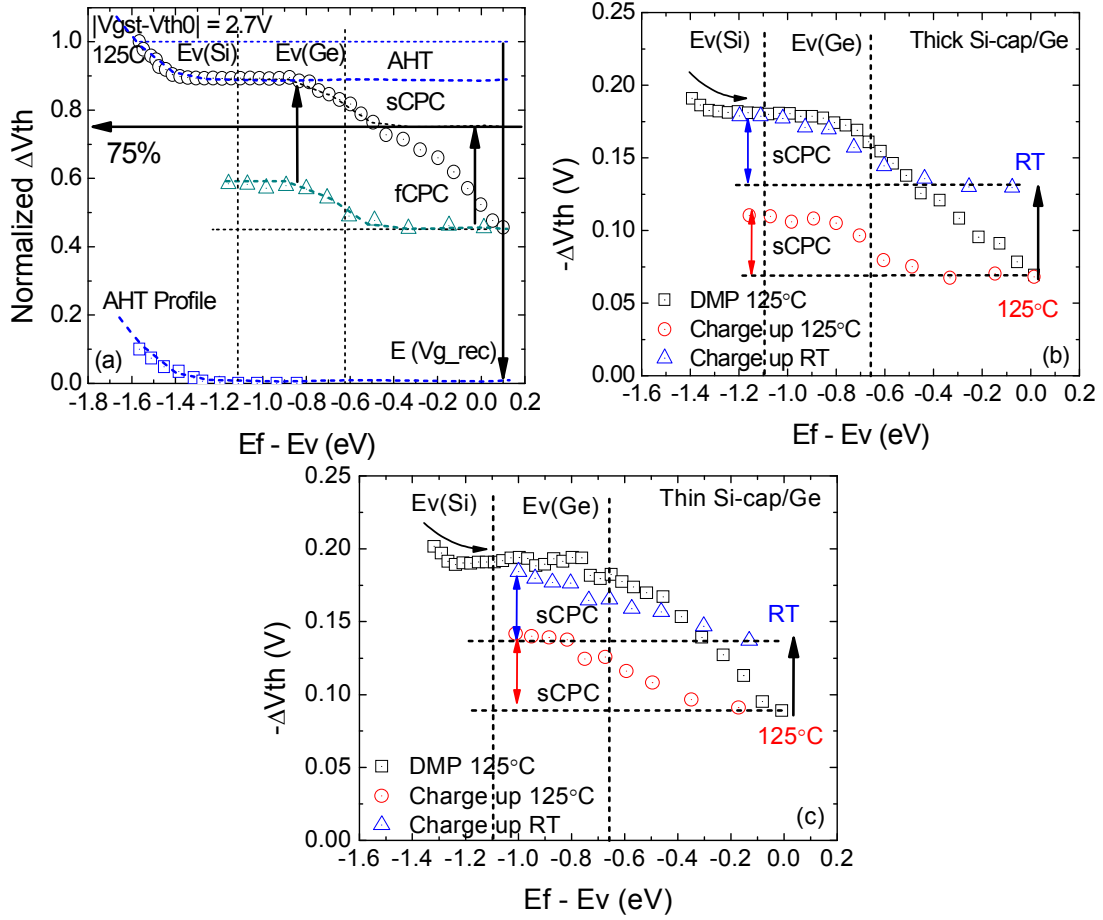 |Vgst-Vth0| = 2.7V
125C
Ev(Si)
Ev(Ge)
AHT
sCPC
75%
fCPC
AHT Profile
(a)
E (Vg_rec)
Normalized ΔVth
1.0
0.8
0.6
0.4
0.2
0.0
-1.8 -1.6 -1.4 -1.2 -1.0 -0.8 -0.6 -0.4 -0.2 0.0 0.2
Ef - Ev (eV)
Ev(Si)
Ev(Ge)
Thick Si-cap/Ge
sCPC
RT
sCPC
DMP 125°C
Charge up 125°C
Charge up RT
125°C
(b)
-ΔVth (V)
0.25
0.20
0.15
0.10
0.05
0.00
-1.6 -1.4 -1.2 -1.0 -0.8 -0.6 -0.4 -0.2 0.0 0.2
Ef - Ev (eV)
Ev(Si)
Ev(Ge)
Thin Si-cap/Ge
sCPC
RT
sCPC
125°C
DMP 125°C
Charge up 125°C
Charge up RT
(c)
-ΔVth (V)
0.25
0.20
0.15
0.10
0.05
0.00
-1.6 -1.4 -1.2 -1.0 -0.8 -0.6 -0.4 -0.2 0.0 0.2
Ef - Ev (eV)